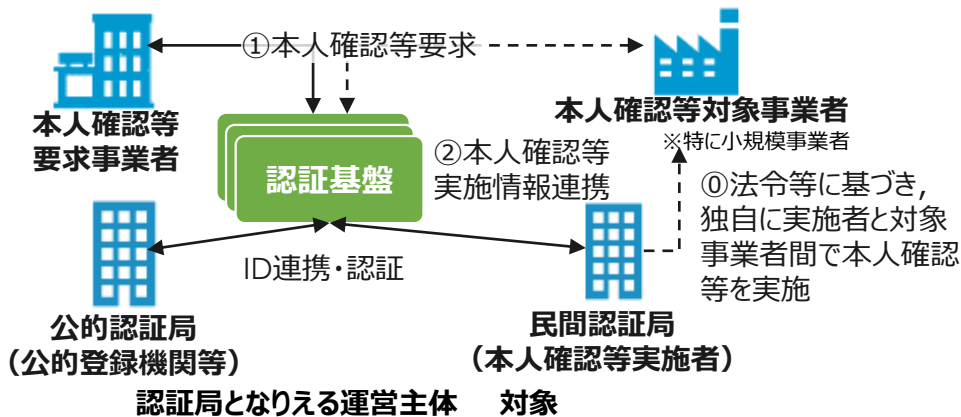 ①本人確認等要求
本人確認等
要求事業者
本人確認等対象事業者
※特に小規模事業者
認証基盤
②本人確認等
実施情報連携
⓪法令等に基づき,
独自に実施者と対象
事業者間で本人確認
等を実施
ID連携・認証
公的認証局
（公的登録機関等）
民間認証局
（本人確認等実施者）
認証局となりえる運営主体 対象